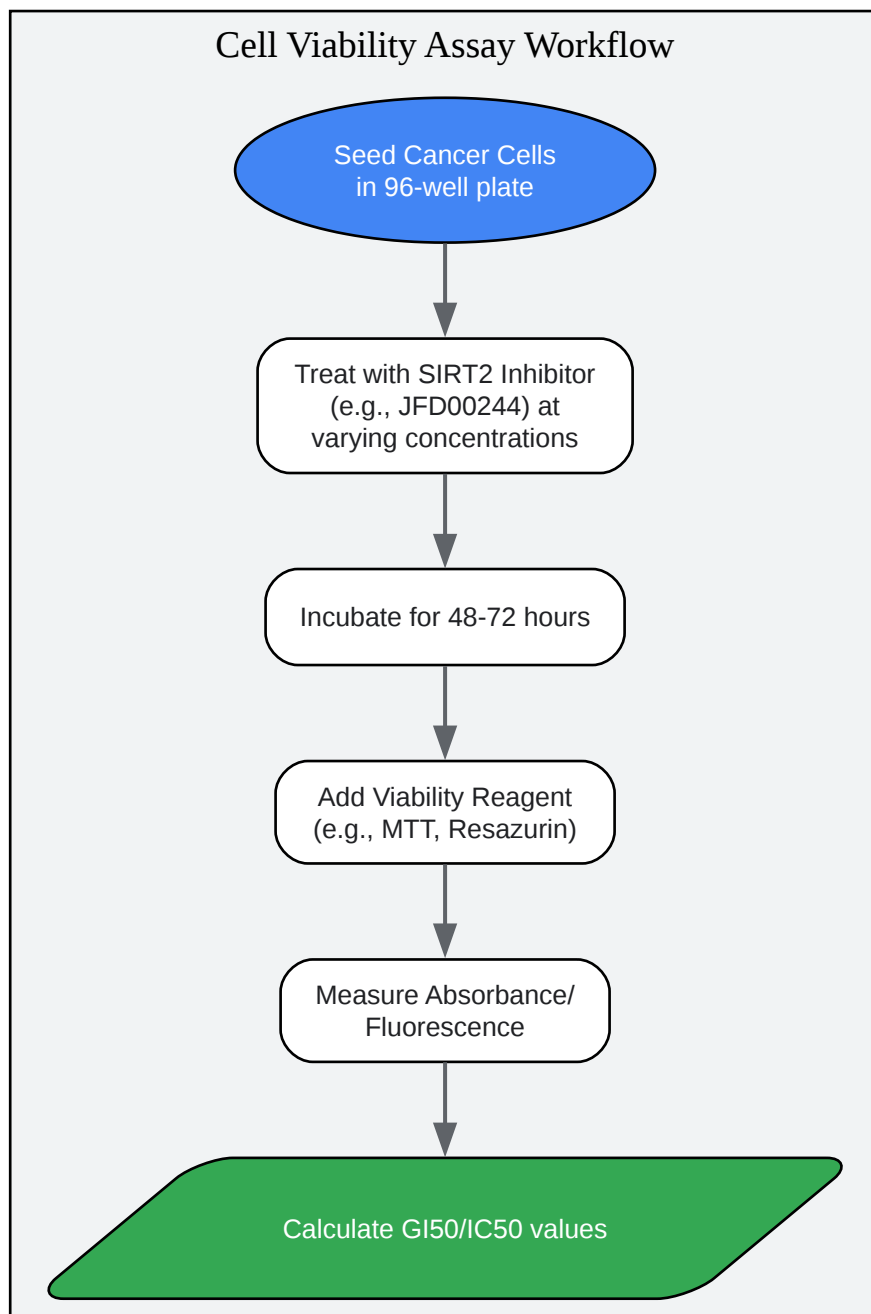 Cell Viability Assay Workflow
Seed Cancer Cells
in 96-well plate
Treat with SIRT2 Inhibitor
(e.g., JFD00244) at
varying concentrations
Incubate for 48-72 hours
Add Viability Reagent
(e.g., MTT, Resazurin)
Measure Absorbance/
Fluorescence
Calculate GI50/IC50 values